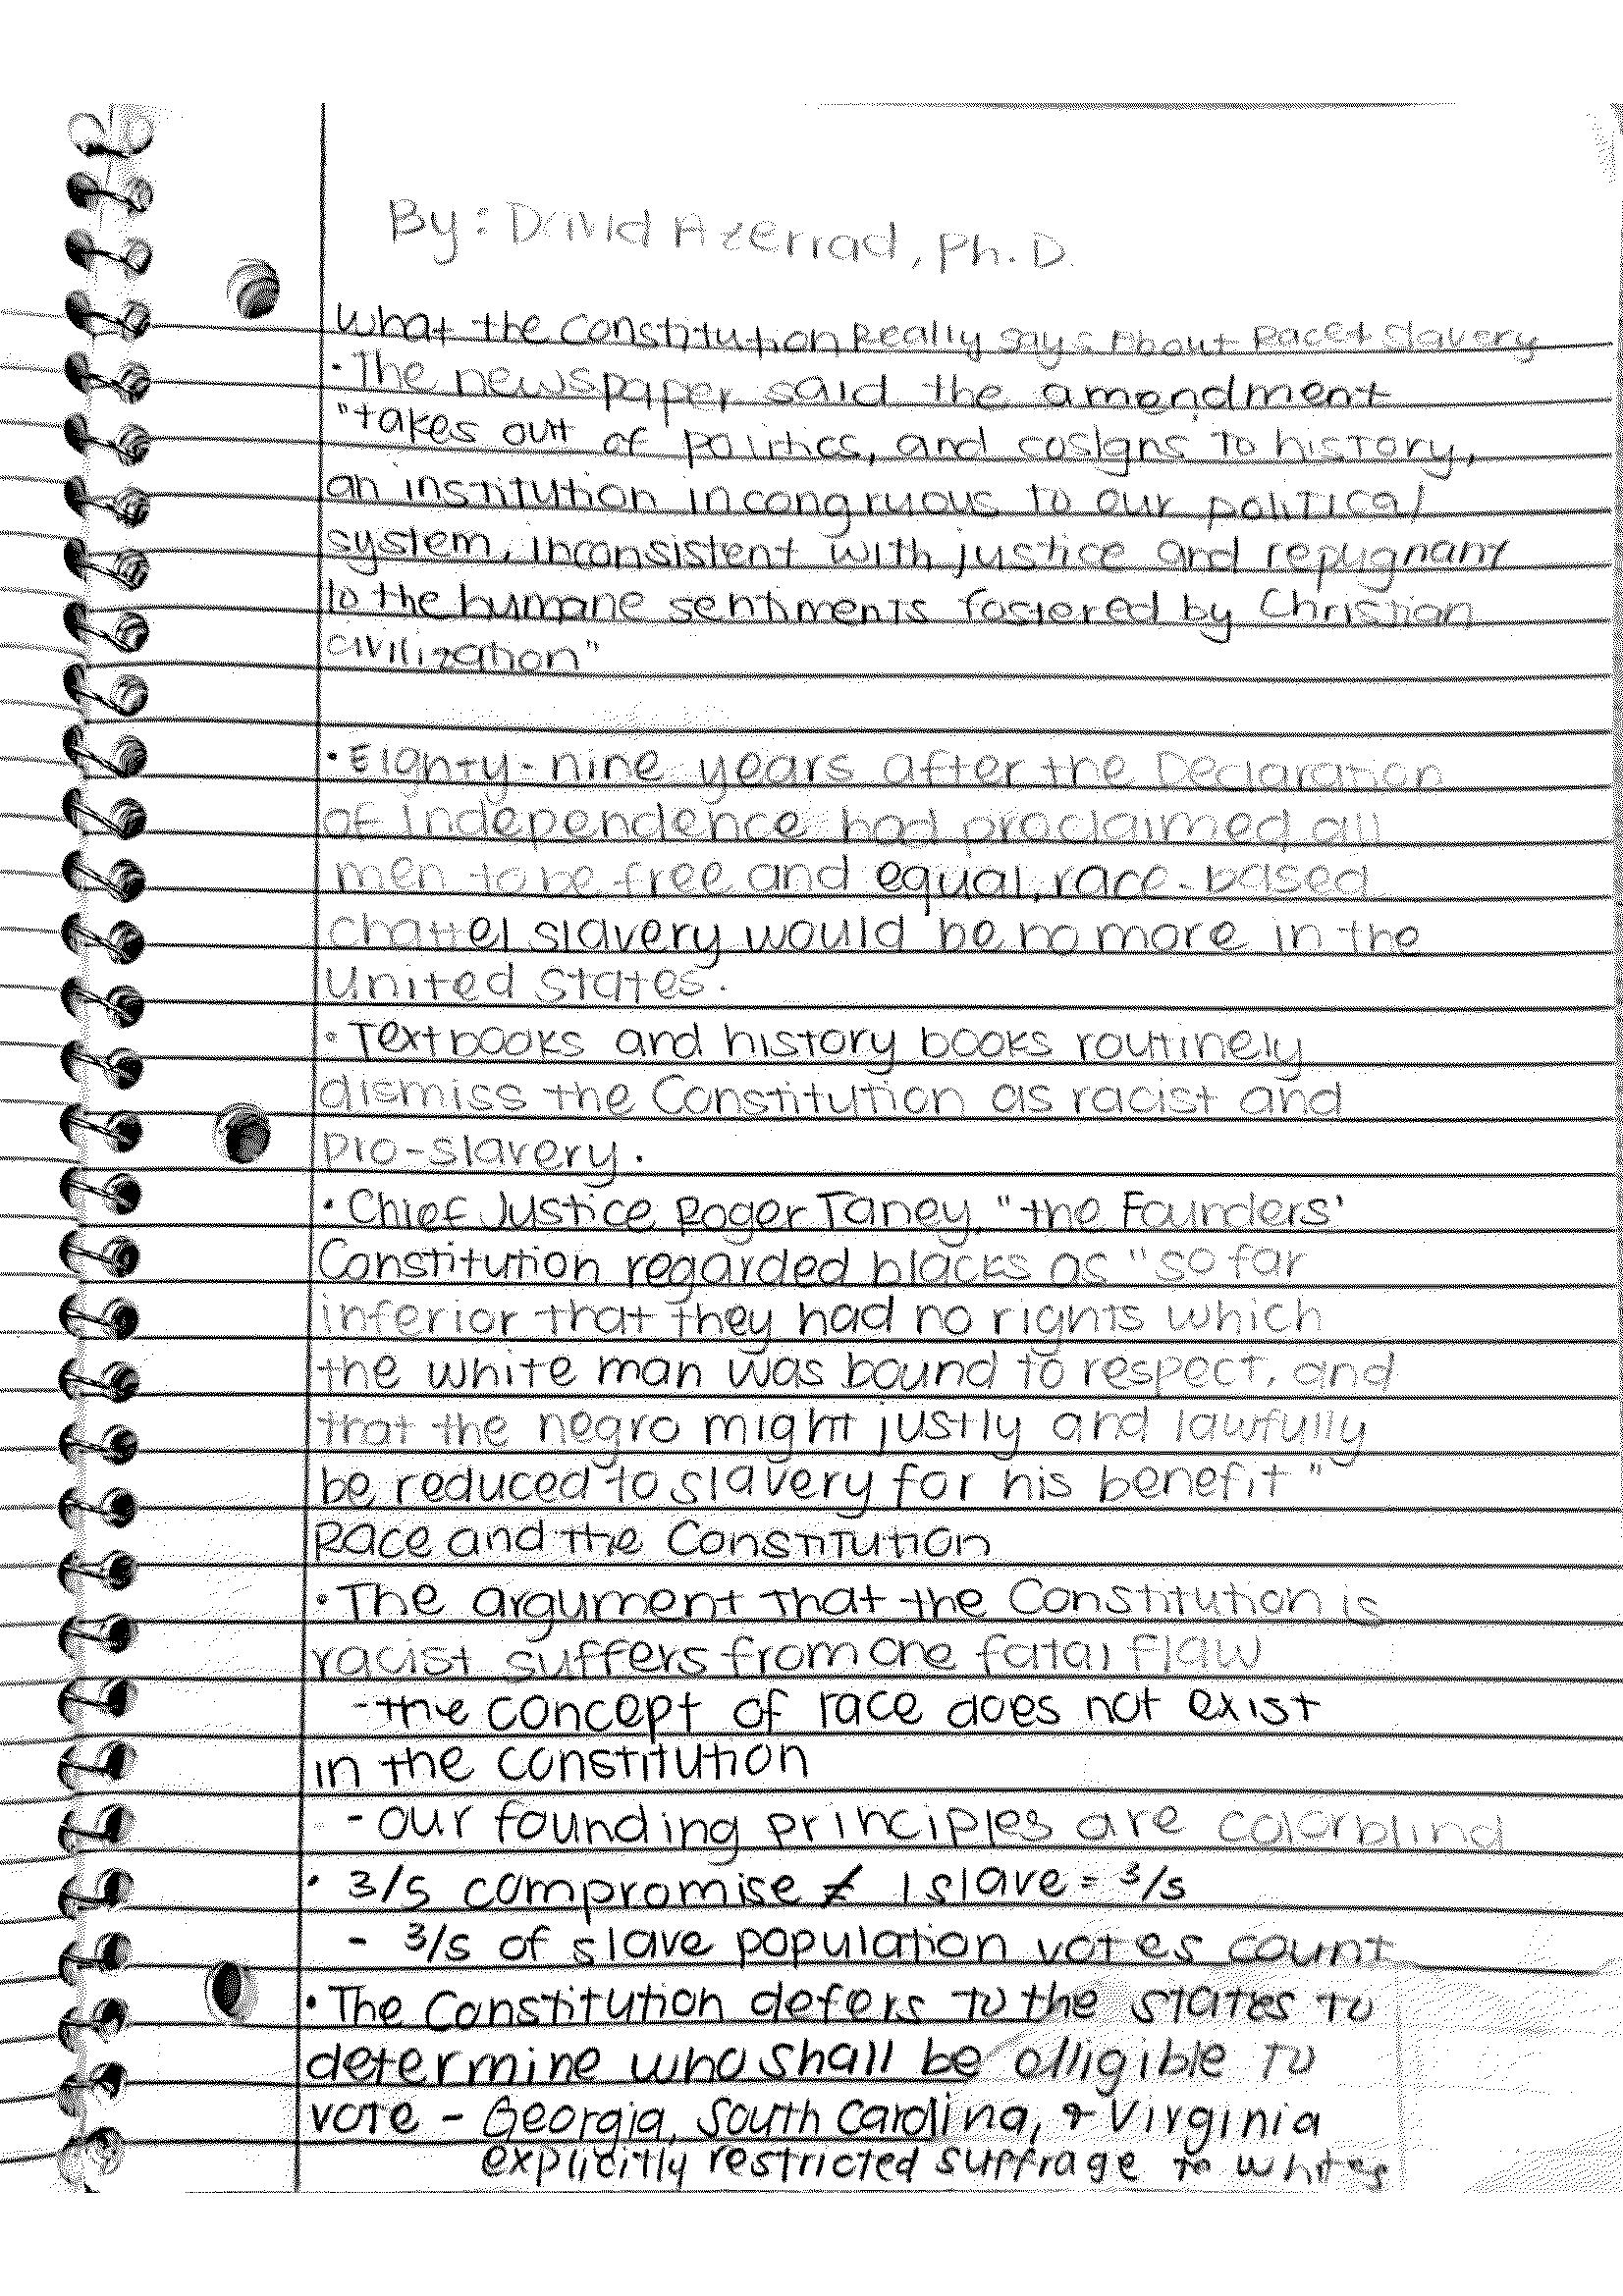 By: David Azerrad, Ph.D.
What the Constitution Really Says About Race & Slavery
• The newspaper said the amendment
"takes out of politics, and cosigns to history,
an institution incongruous to our political
system, inconsistent with justice and repugnant
to the humane sentiments fostered by Christian
civilization"
• Eighty-nine years after the Declaration
of Independence had proclaimed all
men to be free and equal, race-based
chattel slavery would be no more in the
United States.
• Textbooks and history books routinely
dismiss the Constitution as racist and
pro-slavery.
• Chief Justice Roger Taney, "the Founders'
Constitution regarded blacks as "so far
inferior that they had no rights which
the white man was bound to respect, and
that the negro might justly and lawfully
be reduced to slavery for his benefit"
Race and the Constitution
• The argument that the Constitution is
racist suffers from one fatal flaw
- the concept of race does not exist
in the constitution
- our founding principles are colorblind
• 3/5 compromise ≠ 1 slave = 3/5
- 3/5 of slave population votes count
• The Constitution defers to the states to
determine who shall be olligible to
vote - Georgia, South Carolina, & Virginia
explicitly restricted suffrage to whites